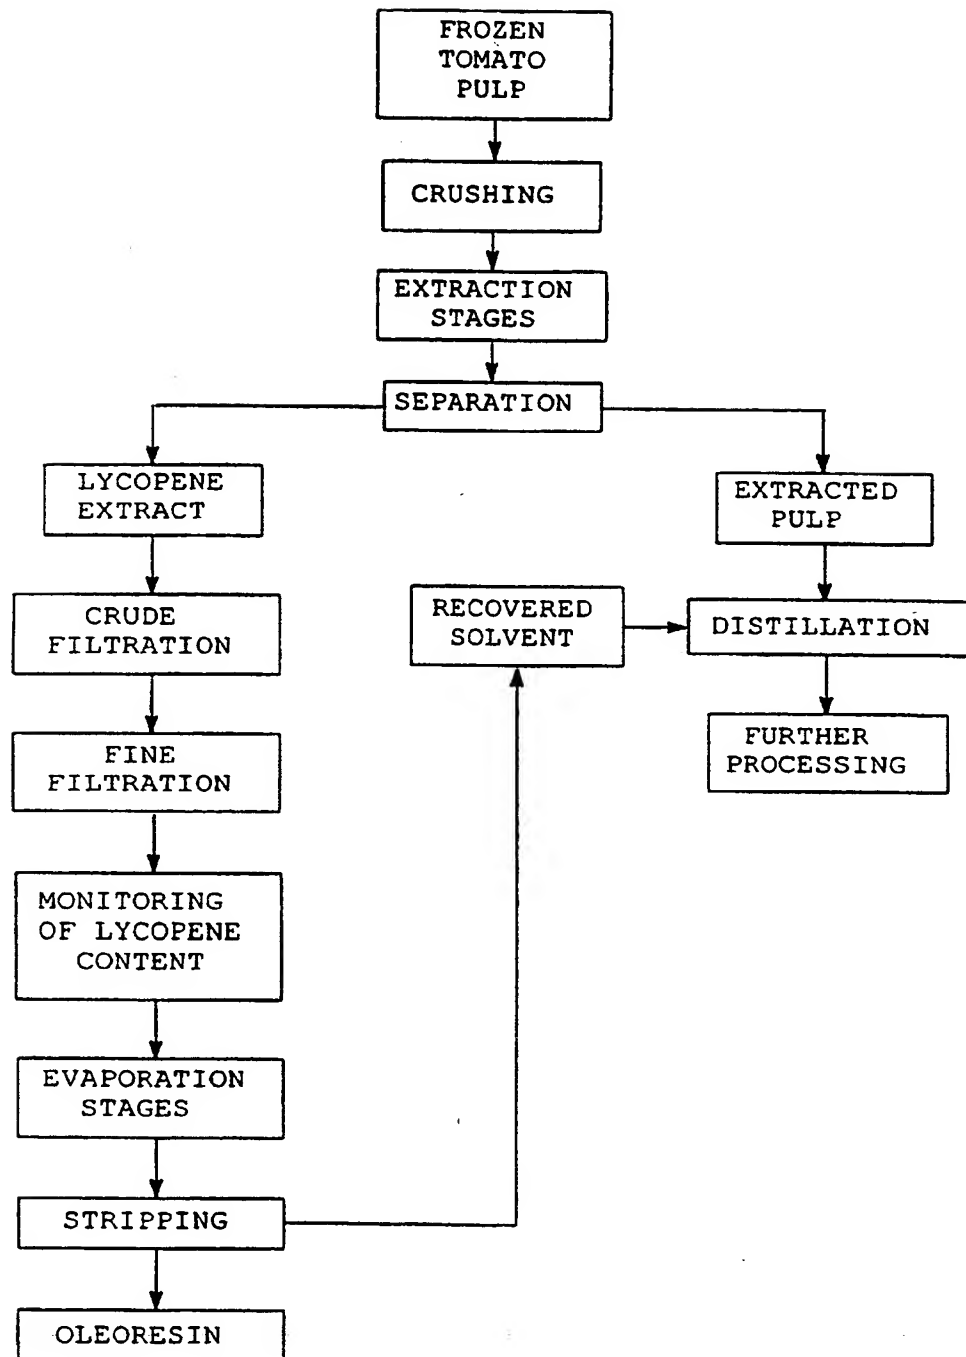 FROZEN
TOMATO
PULP
CRUSHING
EXTRACTION
STAGES
SEPARATION
LYCOPENE
EXTRACT
EXTRACTED
PULP
CRUDE
FILTRATION
RECOVERED
SOLVENT
DISTILLATION
FINE
FILTRATION
FURTHER
PROCESSING
MONITORING
OF LYCOPENE
CONTENT
EVAPORATION
STAGES
STRIPPING
OLEORESIN